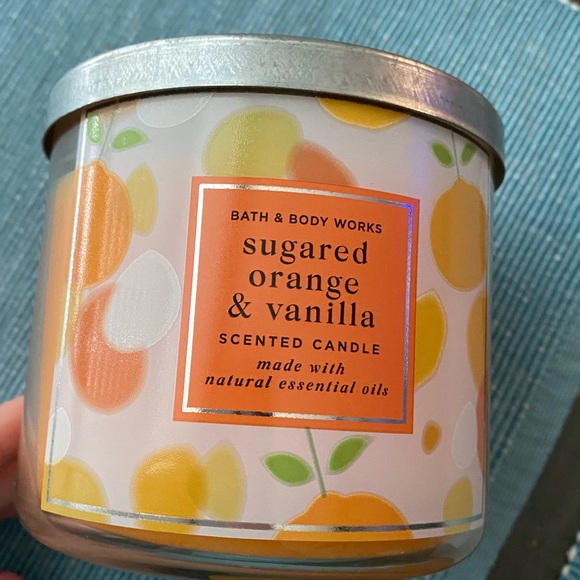 BATH & BODY WORKS
sugared
orange
& vanilla
SCENTED CANDLE
made with
natural essential oils